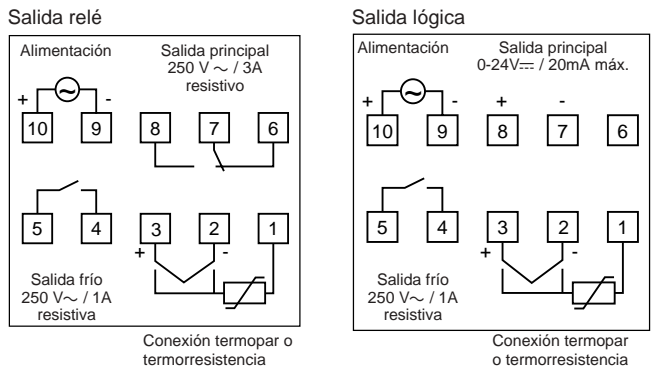 Salida relé
Alimentación
Salida principal
250 V ∼ / 3A
resistivo
+ -
10 9 8 7 6
5 4 3 2 1
+ -
Salida frío
250 V∼ / 1A
resistiva
Conexión termopar o
termorresistencia
Salida lógica
Alimentación
Salida principal
0-24V⎓ / 20mA máx.
+ - + -
10 9 8 7 6
5 4 3 2 1
+ -
Salida frío
250 V∼ / 1A
resistiva
Conexión termopar
o termorresistencia